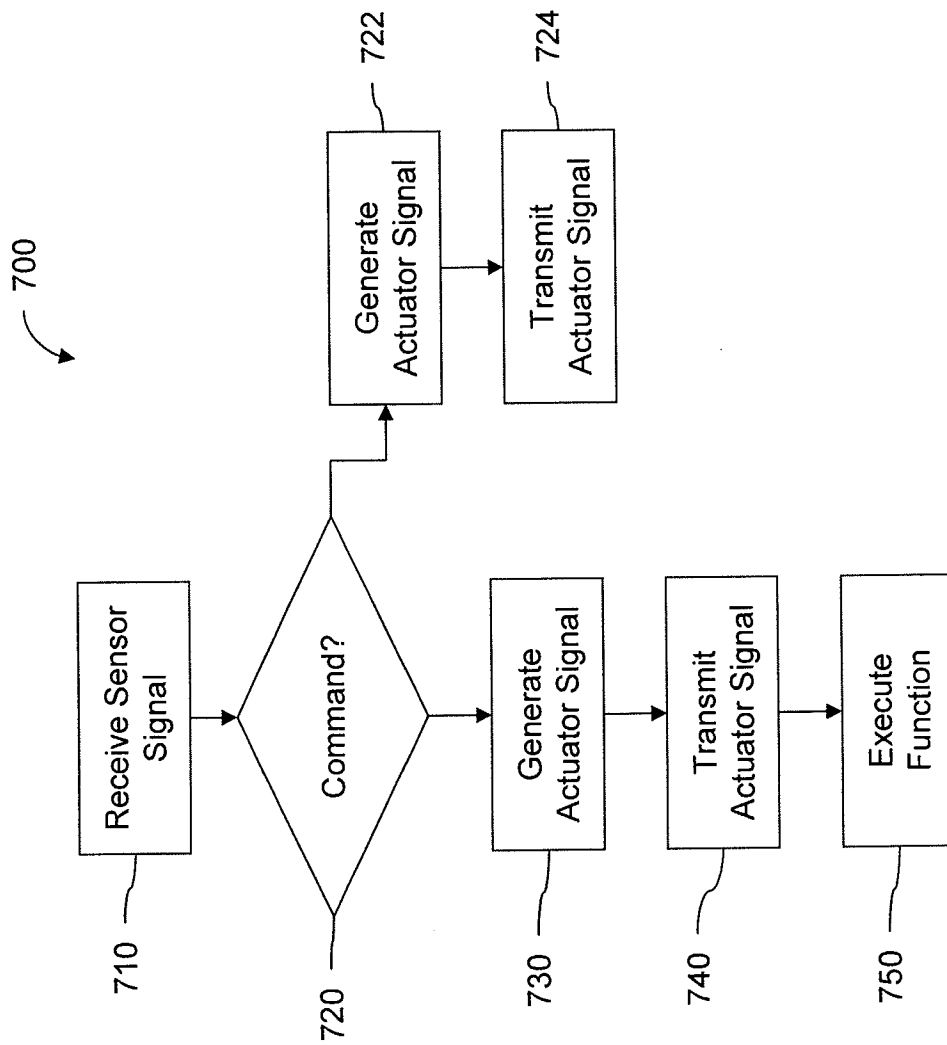 700
Receive Sensor
Signal
710
Command?
720
Generate
Actuator Signal
722
Transmit
Actuator Signal
724
Generate
Actuator Signal
730
Transmit
Actuator Signal
740
Execute
Function
750